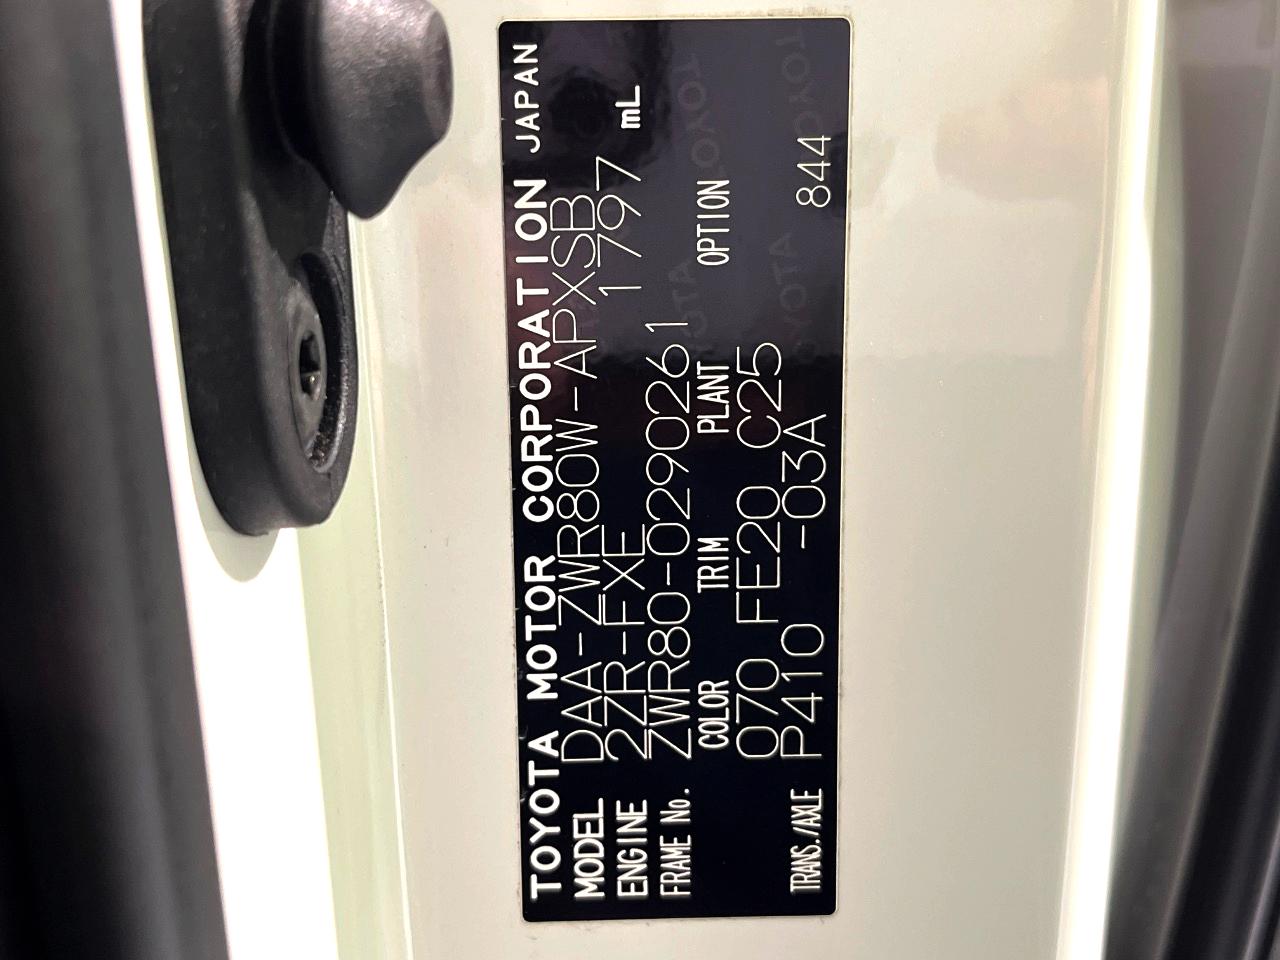 TOYOTA MOTOR CORPORATION JAPAN
MODEL DAA-ZWR80W-APXSB
ENGINE 2ZR-FXE 1797 mL
FRAME No. ZWR80-0290261
COLOR TRIM PLANT OPTION
070 FE20 C25
TRANS./AXLE P410 -03A 844